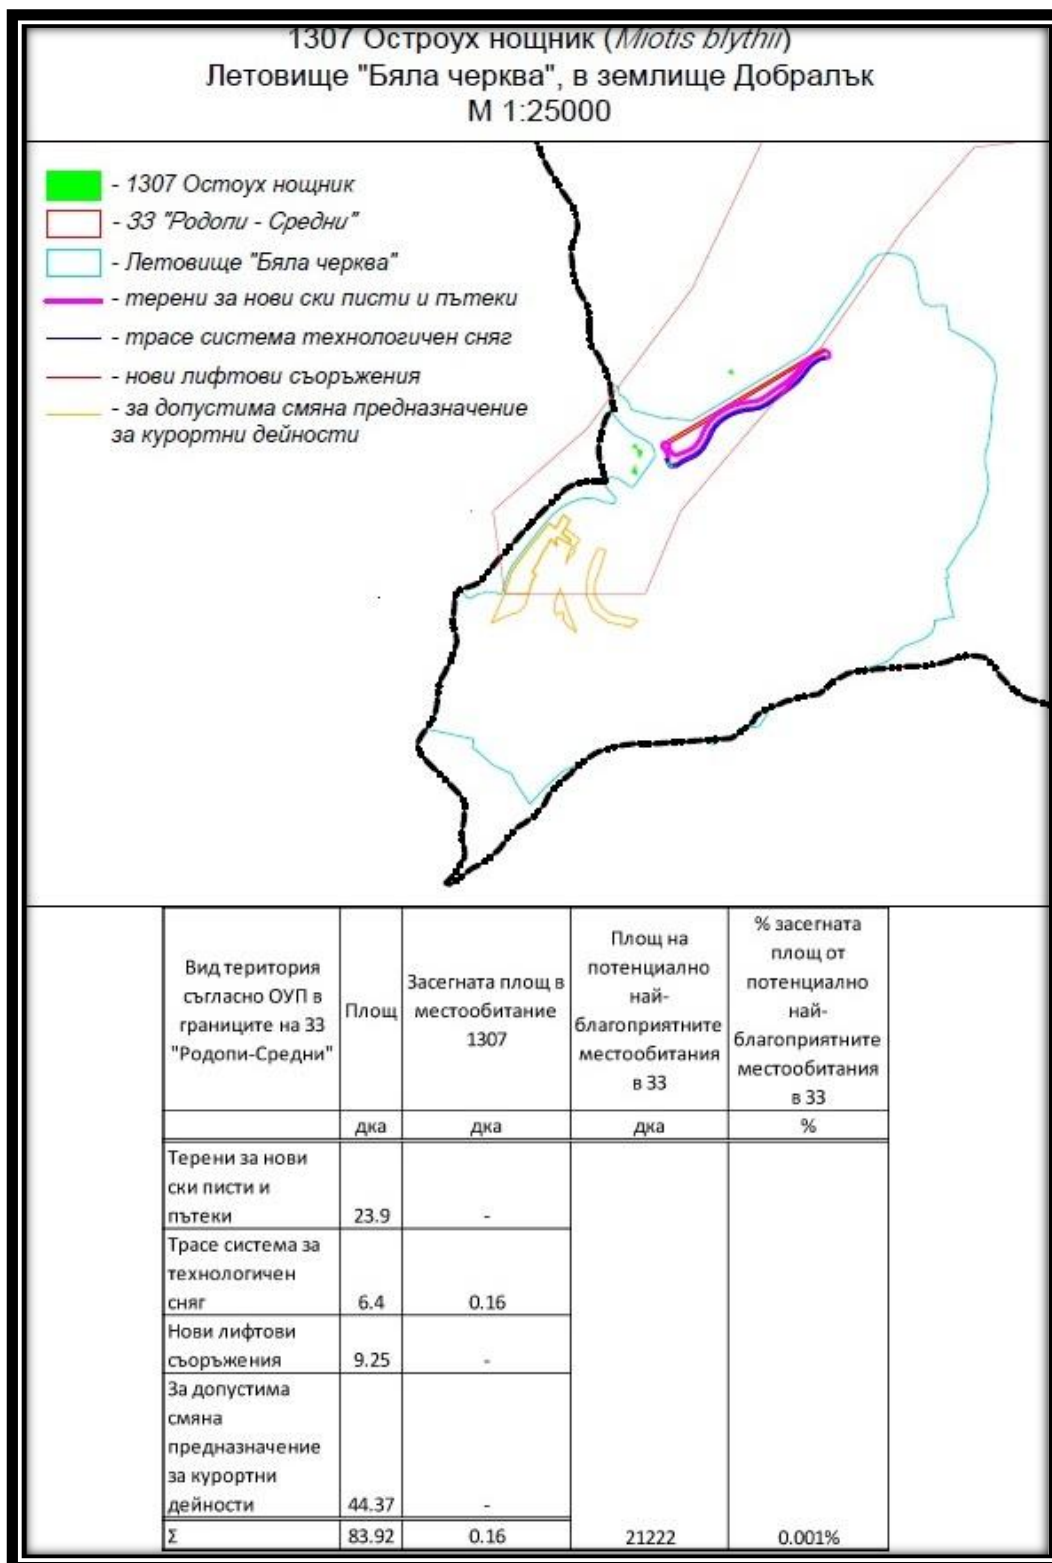 1307 Остроух нощник (Miotis blythii)
Летовище "Бяла черква", в землище Добралък
М 1:25000
- 1307 Остоух нощник
- ЗЗ "Родопи - Средни"
- Летовище "Бяла черква"
- терени за нови ски писти и пътеки
- трасе система технологичен сняг
- нови лифтови съоръжения
- за допустима смяна предназначение
за курортни дейности
Вид територия
съгласно ОУП в
границите на ЗЗ
"Родопи-Средни"
Площ
Засегната площ в
местообитание
1307
Площ на
потенциално
най-
благоприятните
местообитания
в ЗЗ
% засегната
площ от
потенциално
най-
благоприятните
местообитания
в ЗЗ
дка дка дка %
Терени за нови
ски писти и
пътеки 23.9 -
Трасе система за
технологичен
сняг 6.4 0.16
Нови лифтови
съоръжения 9.25 -
За допустима
смяна
предназначение
за курортни
дейности 44.37 -
Σ 83.92 0.16 21222 0.001%